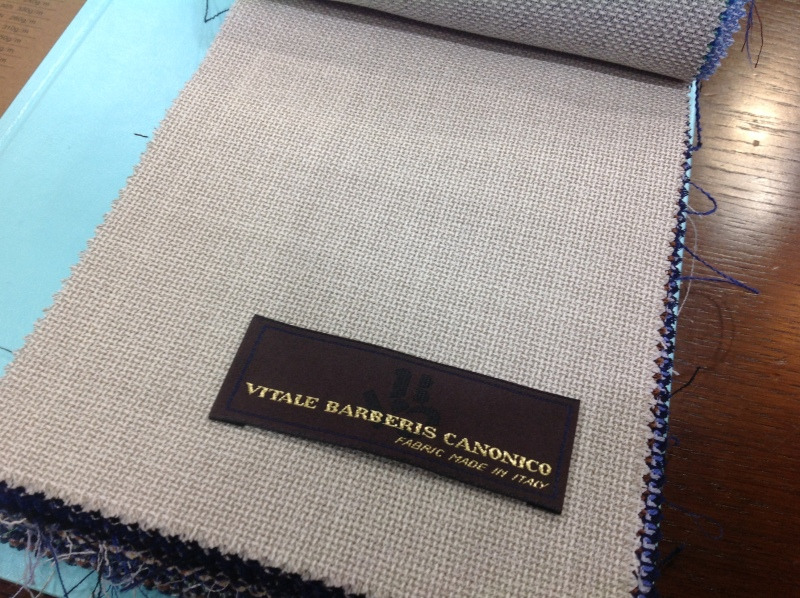 VITALE BARBERIS CANONICO
FABRIC MADE IN ITALY